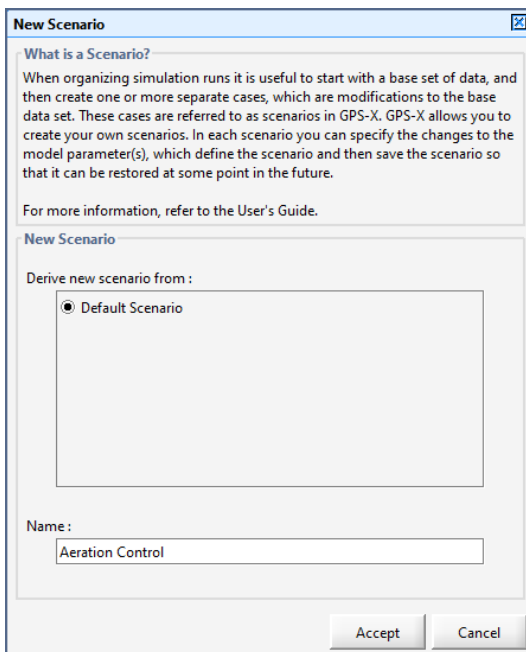 New Scenario
What is a Scenario?
When organizing simulation runs it is useful to start with a base set of data, and
then create one or more separate cases, which are modifications to the base
data set. These cases are referred to as scenarios in GPS-X. GPS-X allows you to
create your own scenarios. In each scenario you can specify the changes to the
model parameter(s), which define the scenario and then save the scenario so
that it can be restored at some point in the future.
For more information, refer to the User's Guide.
New Scenario
Derive new scenario from :
Default Scenario
Name :
Aeration Control
Accept Cancel